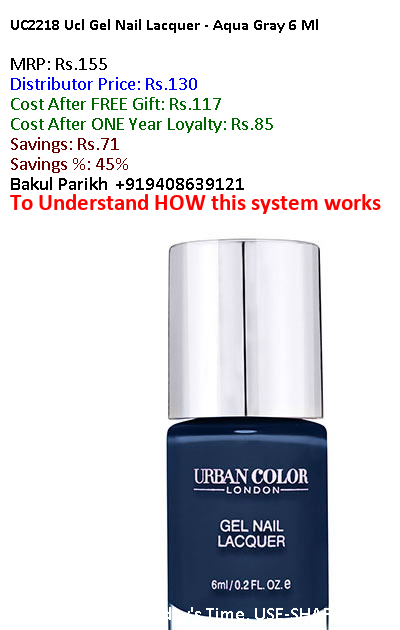 UC2218 Ucl Gel Nail Lacquer - Aqua Gray 6 Ml
MRP: Rs.155
Distributor Price: Rs.130
Cost After FREE Gift: Rs.117
Cost After ONE Year Loyalty: Rs.85
Savings: Rs.71
Savings %: 45%
Bakul Parikh +919408639121
To Understand HOW this system works
URBAN COLOR
LONDON
GEL NAIL
LACQUER
6ml/0.2 FL. OZ. e
Time. USE-SHAR